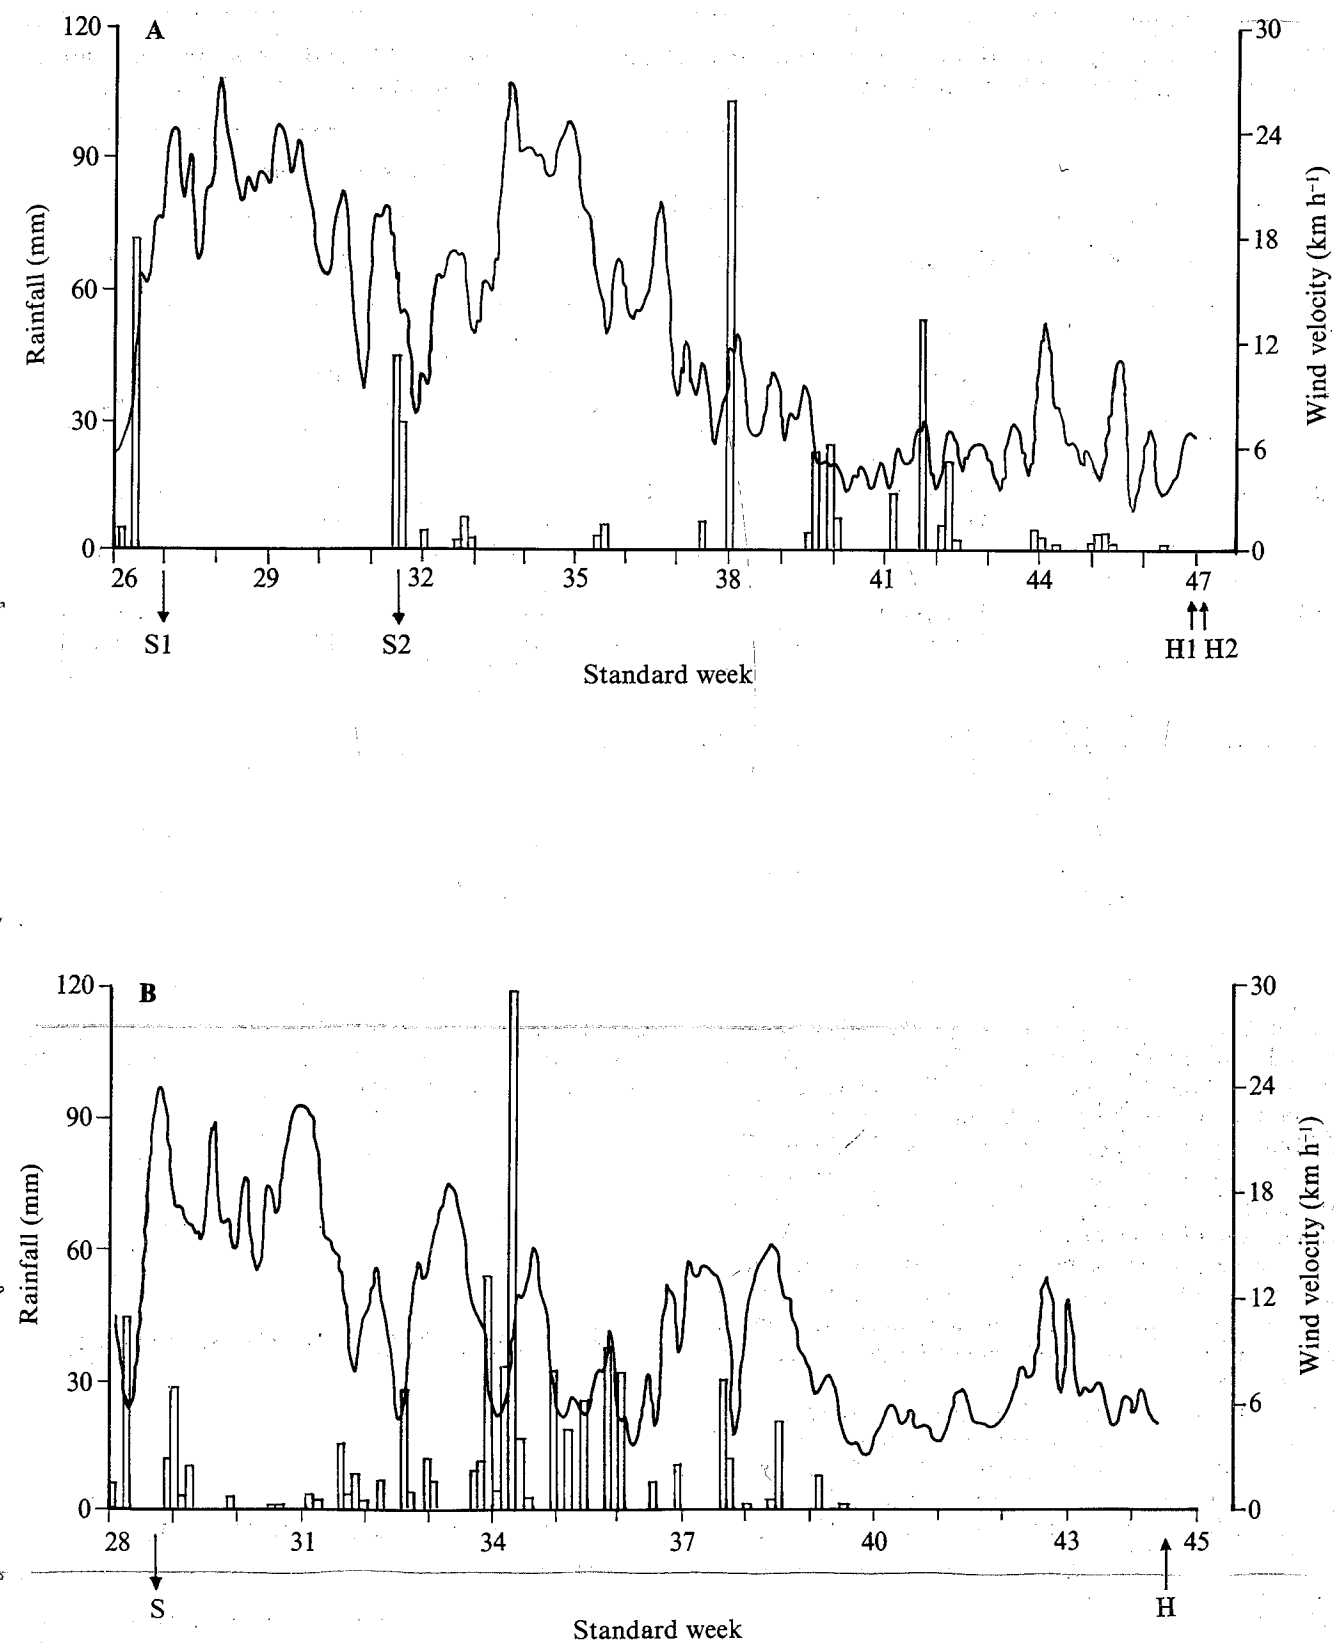 A
120
90
60
30
0
Rainfall (mm)
30
24
18
12
6
0
Wind velocity (km h⁻¹)
26 29 32 35 38 41 44 47
S1 S2 H1 H2
Standard week
B
120
90
60
30
0
Rainfall (mm)
30
24
18
12
6
0
Wind velocity (km h⁻¹)
28 31 34 37 40 43 45
S H
Standard week